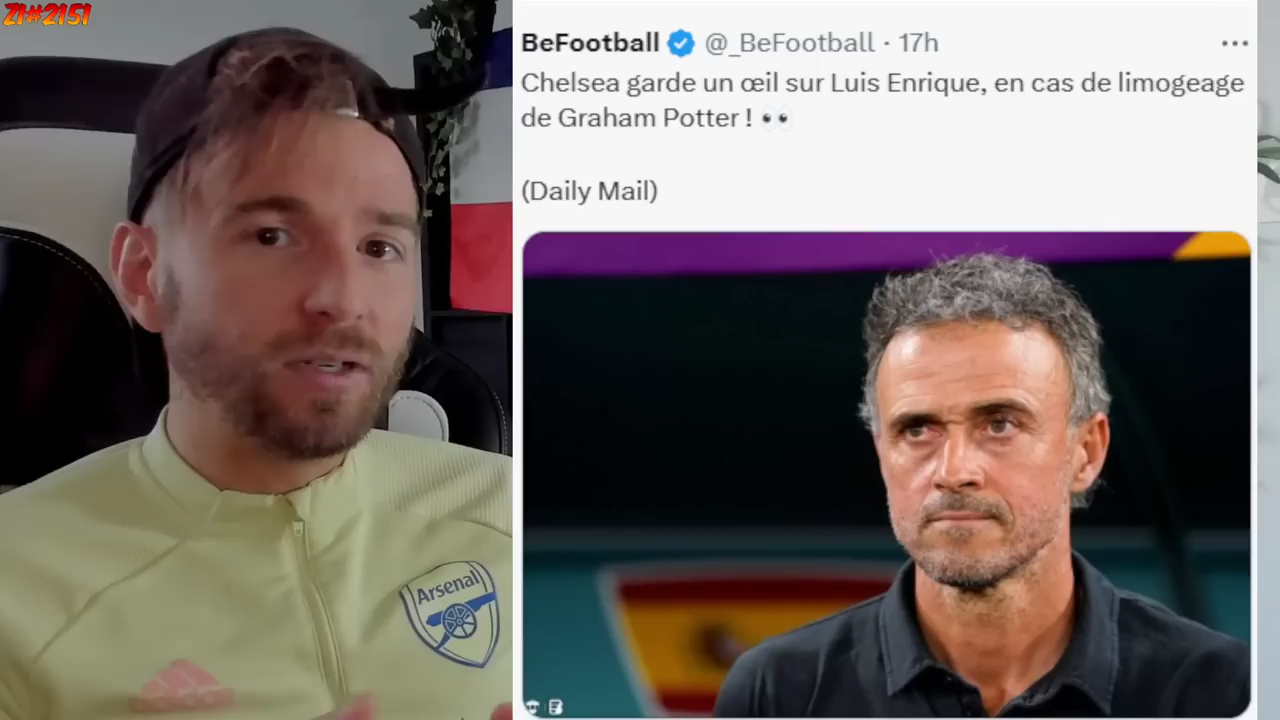 Z1#2151
BeFootball @_BeFootball · 17h
Chelsea garde un œil sur Luis Enrique, en cas de limogeage
de Graham Potter ! 👀
(Daily Mail)
Arsenal